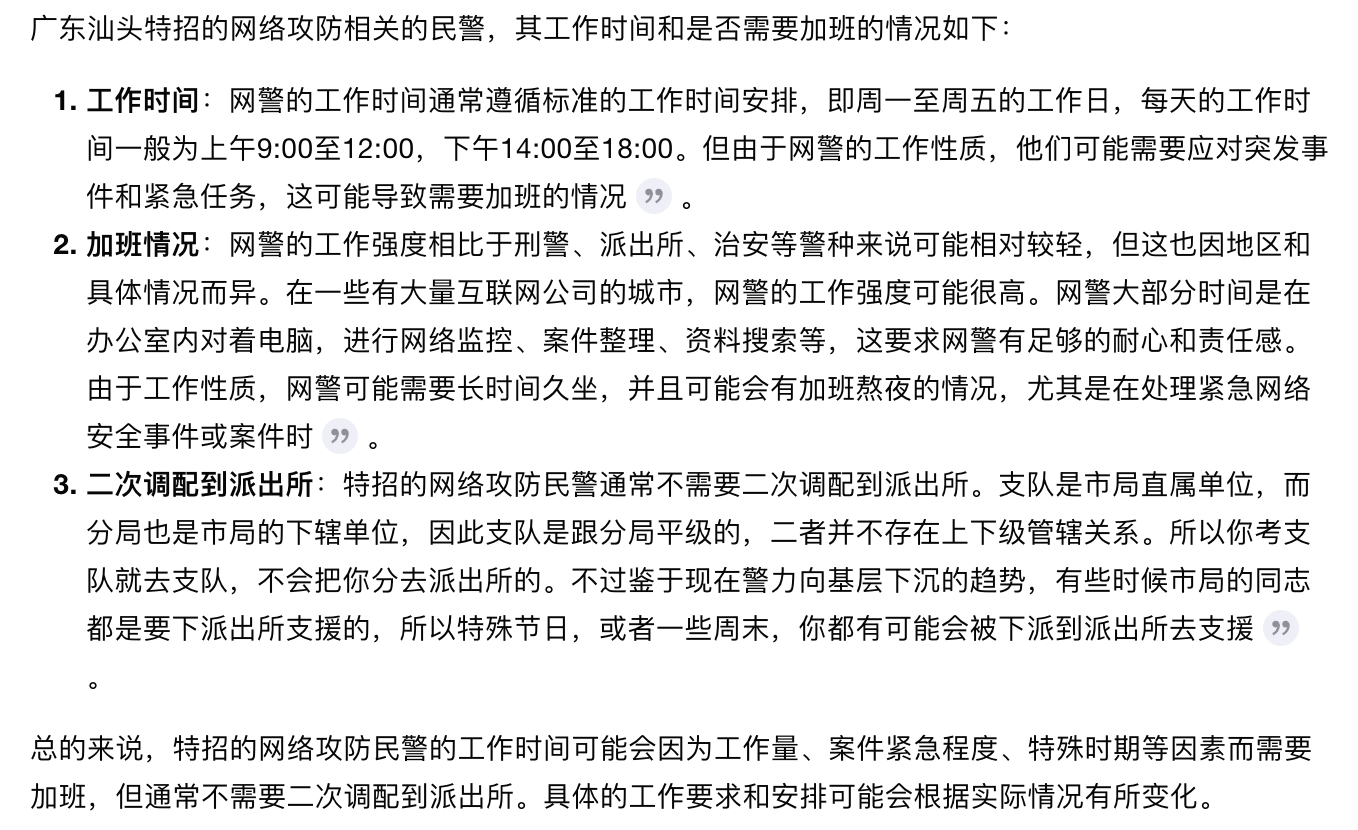 广东汕头特招的网络攻防相关的民警，其工作时间和是否需要加班的情况如下：
1. 工作时间：网警的工作时间通常遵循标准的工作时间安排，即周一至周五的工作日，每天的工作时
间一般为上午9:00至12:00，下午14:00至18:00。但由于网警的工作性质，他们可能需要应对突发事
件和紧急任务，这可能导致需要加班的情况 ” 。
2. 加班情况：网警的工作强度相比于刑警、派出所、治安等警种来说可能相对较轻，但这也因地区和
具体情况而异。在一些有大量互联网公司的城市，网警的工作强度可能很高。网警大部分时间是在
办公室内对着电脑，进行网络监控、案件整理、资料搜索等，这要求网警有足够的耐心和责任感。
由于工作性质，网警可能需要长时间久坐，并且可能会有加班熬夜的情况，尤其是在处理紧急网络
安全事件或案件时 ” 。
3. 二次调配到派出所：特招的网络攻防民警通常不需要二次调配到派出所。支队是市局直属单位，而
分局也是市局的下辖单位，因此支队是跟分局平级的，二者并不存在上下级管辖关系。所以你考支
队就去支队，不会把你分去派出所的。不过鉴于现在警力向基层下沉的趋势，有些时候市局的同志
都是要下派出所支援的，所以特殊节日，或者一些周末，你都有可能会被下派到派出所去支援 ”
。
总的来说，特招的网络攻防民警的工作时间可能会因为工作量、案件紧急程度、特殊时期等因素而需要
加班，但通常不需要二次调配到派出所。具体的工作要求和安排可能会根据实际情况有所变化。